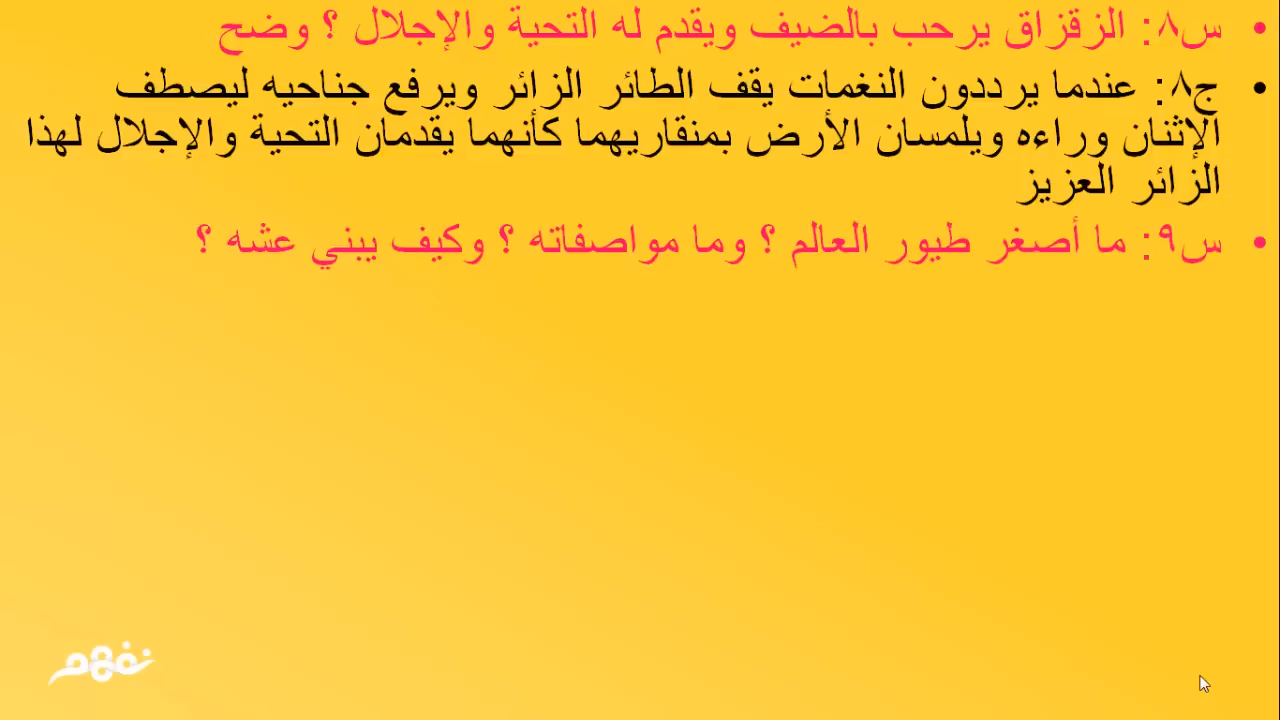 • س٨: الزقزاق يرحب بالضيف ويقدم له التحية والإجلال ؟ وضح
• ج٨: عندما يرددون النغمات يقف الطائر الزائر ويرفع جناحيه ليصطف
الإثنان وراءه ويلمسان الأرض بمنقاريهما كأنهما يقدمان التحية والإجلال لهذا
الزائر العزيز
• س٩: ما أصغر طيور العالم ؟ وما مواصفاته ؟ وكيف يبني عشه ؟
نفهم